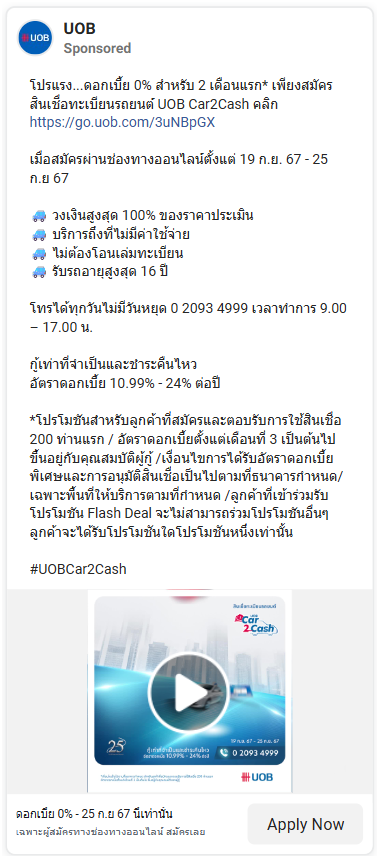 UOB
UOB
Sponsored
โปรแรง...ดอกเบี้ย 0% สำหรับ 2 เดือนแรก* เพียงสมัคร
สินเชื่อทะเบียนรถยนต์ UOB Car2Cash คลิก
https://go.uob.com/3uNBpGX
เมื่อสมัครผ่านช่องทางออนไลน์ตั้งแต่ 19 ก.ย. 67 - 25
ก.ย 67
🚙 วงเงินสูงสุด 100% ของราคาประเมิน
🚙 บริการถึงที่ไม่มีค่าใช้จ่าย
🚙 ไม่ต้องโอนเล่มทะเบียน
🚙 รับรถอายุสูงสุด 16 ปี
โทรได้ทุกวันไม่มีวันหยุด 0 2093 4999 เวลาทำการ 9.00
– 17.00 น.
กู้เท่าที่จำเป็นและชำระคืนไหว
อัตราดอกเบี้ย 10.99% - 24% ต่อปี
*โปรโมชันสำหรับลูกค้าที่สมัครและตอบรับการใช้สินเชื่อ
200 ท่านแรก / อัตราดอกเบี้ยตั้งแต่เดือนที่ 3 เป็นต้นไป
ขึ้นอยู่กับคุณสมบัติผู้กู้ /เงื่อนไขการได้รับอัตราดอกเบี้ย
พิเศษและการอนุมัติสินเชื่อเป็นไปตามที่ธนาคารกำหนด/
เฉพาะพื้นที่ให้บริการตามที่กำหนด /ลูกค้าที่เข้าร่วมรับ
โปรโมชัน Flash Deal จะไม่สามารถร่วมโปรโมชันอื่นๆ
ลูกค้าจะได้รับโปรโมชันใดโปรโมชันหนึ่งเท่านั้น
#UOBCar2Cash
สินเชื่อทะเบียนรถยนต์
Car
2Cash
19 ก.ย. 67 - 25 ก.ย. 67
25
กู้เท่าที่จำเป็นและชำระคืนไหว
ดอกเบี้ย 10.99% - 24% ต่อปี
0 2093 4999
UOB
ดอกเบี้ย 0% - 25 ก.ย 67 นี้เท่านั้น
เฉพาะผู้สมัครทางช่องทางออนไลน์ สมัครเลย
Apply Now